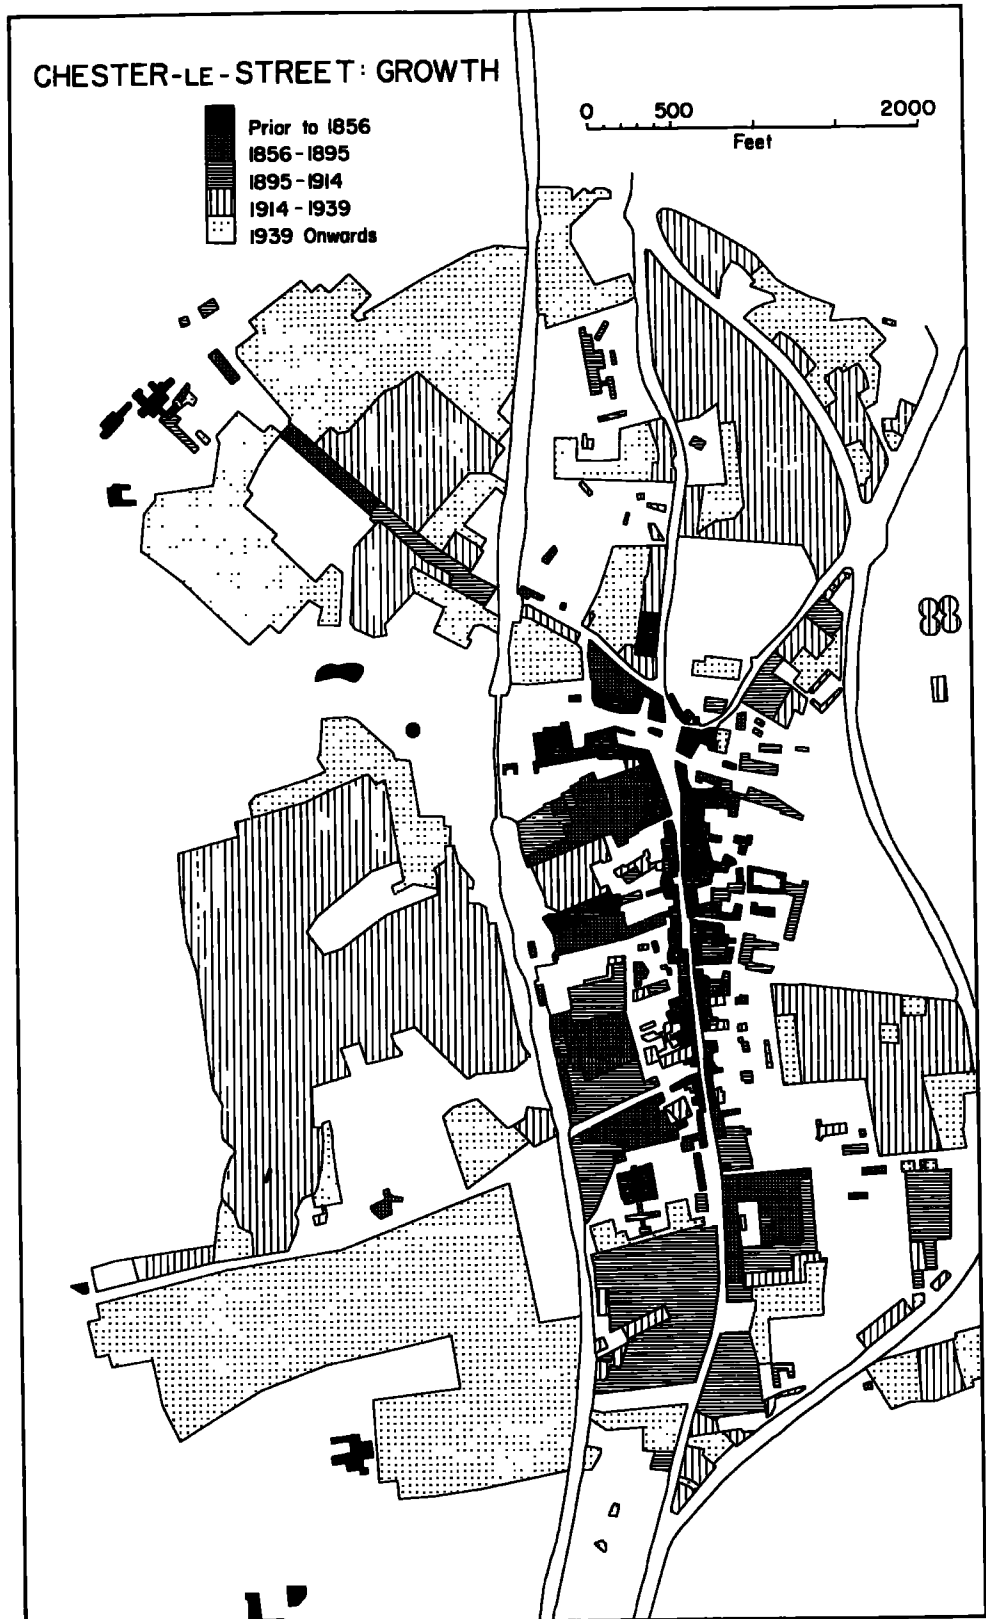 CHESTER-LE-STREET: GROWTH
Prior to 1856
1856-1895
1895-1914
1914-1939
1939 Onwards
0 500 2000
Feet